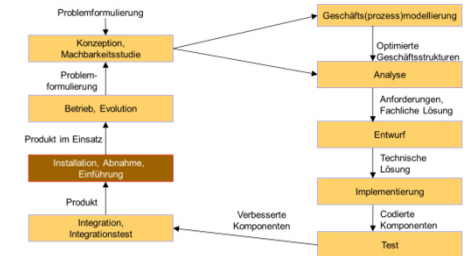 Problemformulierung
Konzeption,
Machbarkeitsstudie
Problem-
formulierung
Betrieb, Evolution
Produkt im Einsatz
Installation, Abnahme,
Einführung
Produkt
Integration,
Integrationstest
Geschäfts(prozess)modellierung
Optimierte
Geschäftsstrukturen
Analyse
Anforderungen,
Fachliche Lösung
Entwurf
Technische
Lösung
Implementierung
Codierte
Komponenten
Test
Verbesserte
Komponenten